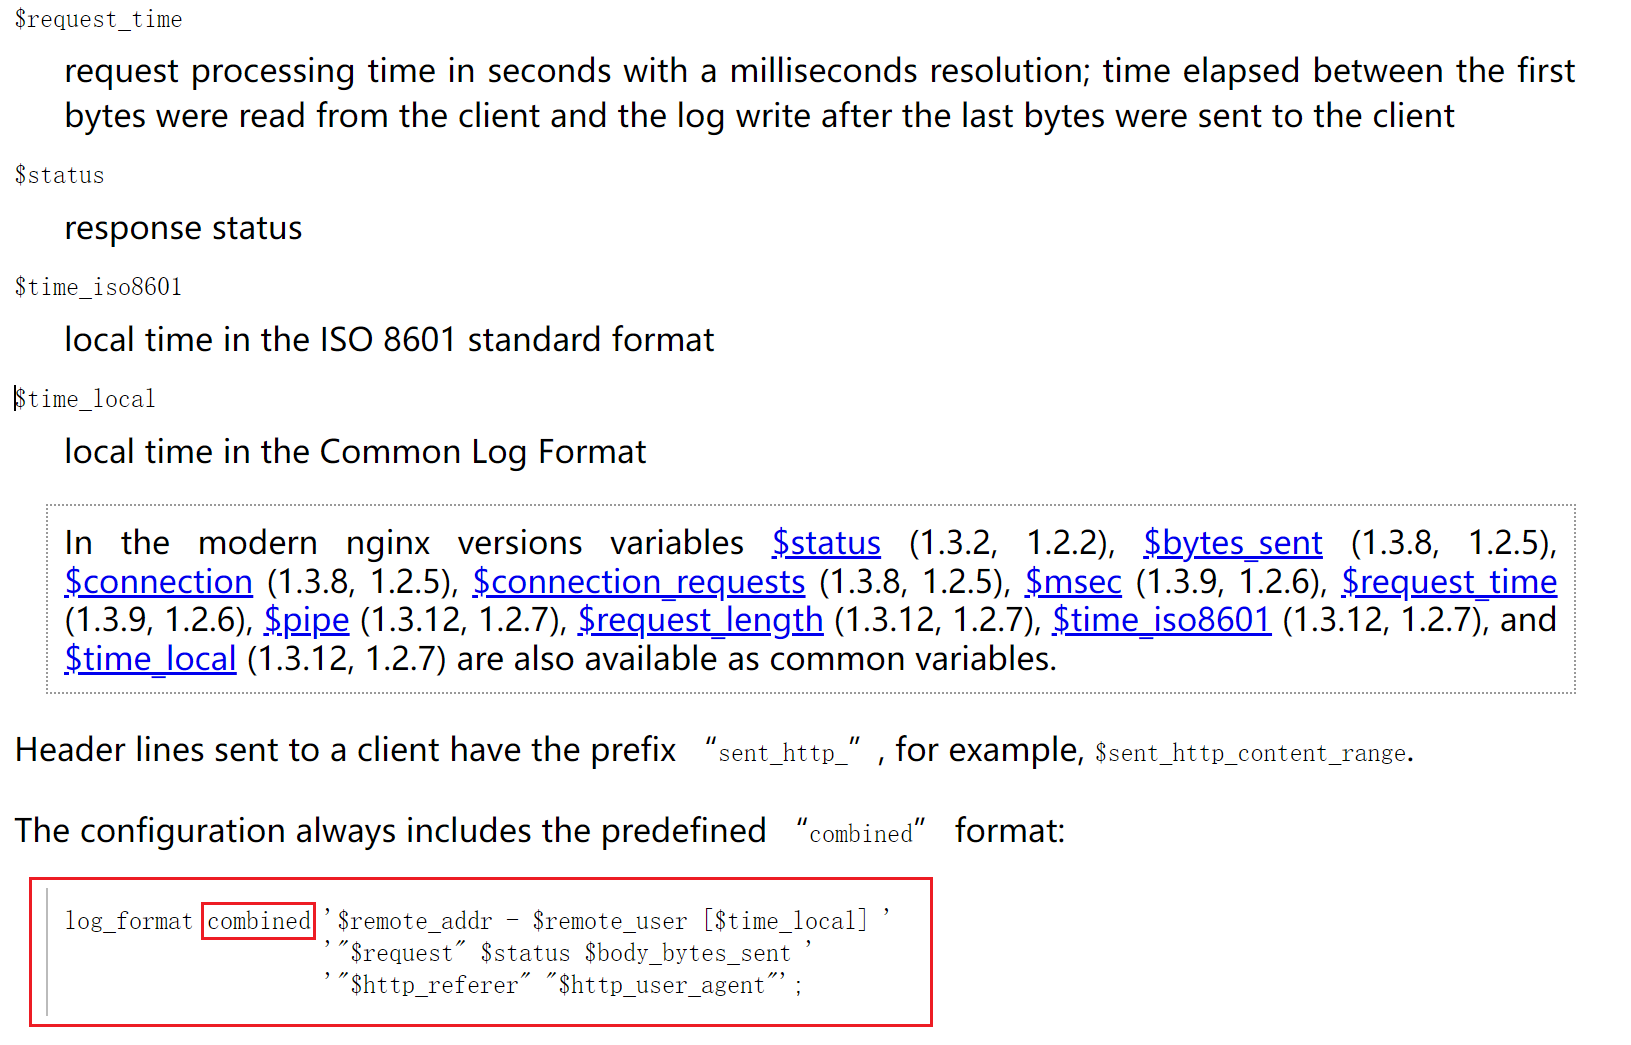 $request_time
request processing time in seconds with a milliseconds resolution; time elapsed between the first
bytes were read from the client and the log write after the last bytes were sent to the client
$status
response status
$time_iso8601
local time in the ISO 8601 standard format
$time_local
local time in the Common Log Format
In the modern nginx versions variables $status (1.3.2, 1.2.2), $bytes_sent (1.3.8, 1.2.5),
$connection (1.3.8, 1.2.5), $connection_requests (1.3.8, 1.2.5), $msec (1.3.9, 1.2.6), $request_time
(1.3.9, 1.2.6), $pipe (1.3.12, 1.2.7), $request_length (1.3.12, 1.2.7), $time_iso8601 (1.3.12, 1.2.7), and
$time_local (1.3.12, 1.2.7) are also available as common variables.
Header lines sent to a client have the prefix “sent_http_”, for example, $sent_http_content_range.
The configuration always includes the predefined “combined” format:
log_format combined '$remote_addr - $remote_user [$time_local] '
'"$request" $status $body_bytes_sent '
'"$http_referer" "$http_user_agent"';